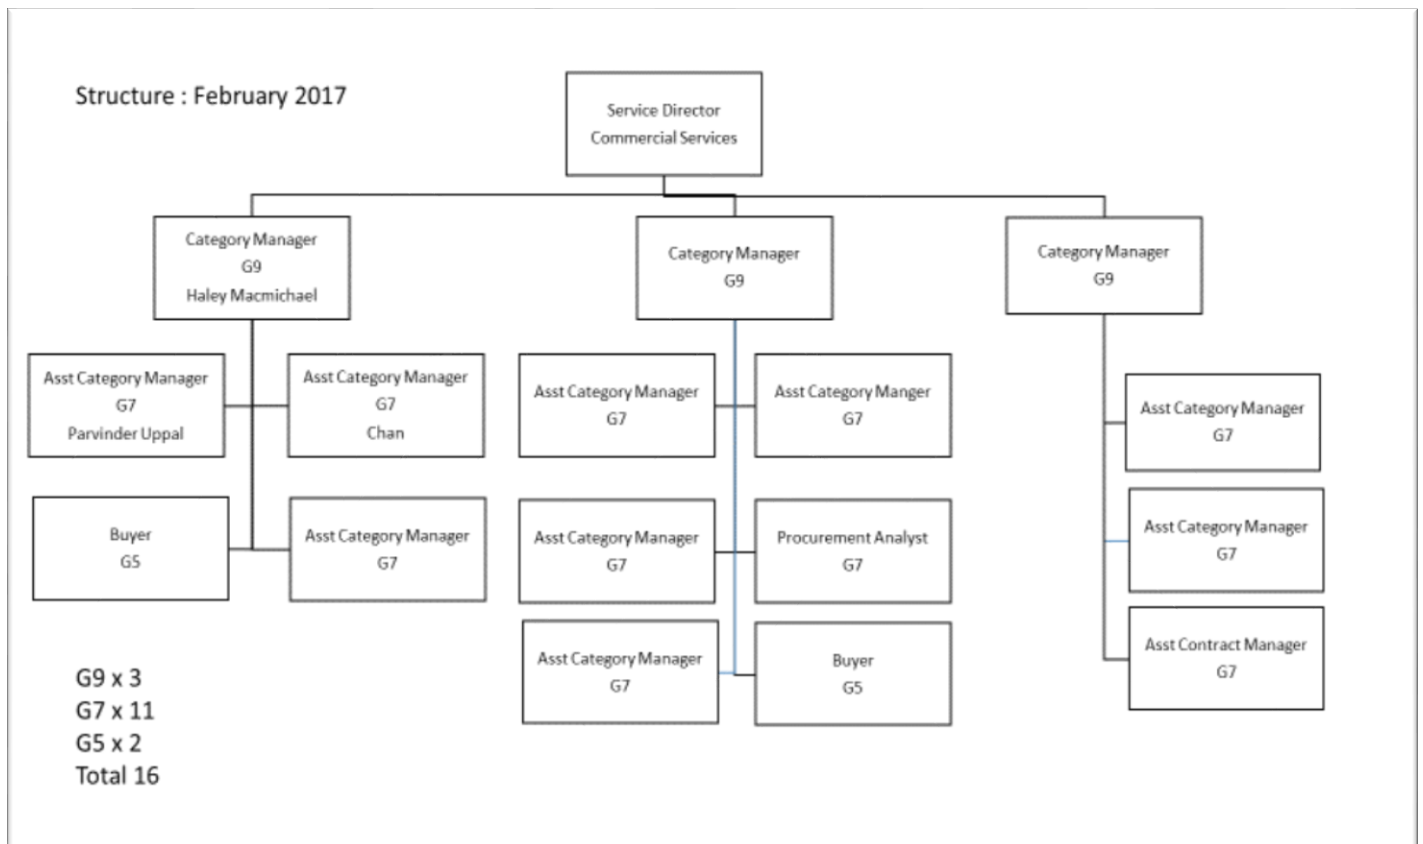 Structure : February 2017
Service Director
Commercial Services
Category Manager
G9
Haley Macmichael
Category Manager
G9
Category Manager
G9
Asst Category Manager
G7
Parvinder Uppal
Asst Category Manager
G7
Chan
Asst Category Manager
G7
Asst Category Manger
G7
Asst Category Manager
G7
Buyer
G5
Asst Category Manager
G7
Asst Category Manager
G7
Procurement Analyst
G7
Asst Category Manager
G7
Asst Category Manager
G7
Buyer
G5
Asst Contract Manager
G7
G9 x 3
G7 x 11
G5 x 2
Total 16